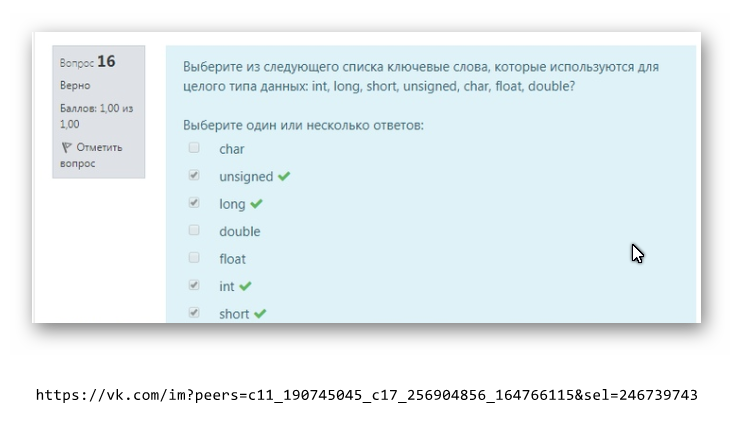 Вопрос 16
Верно
Баллов: 1,00 из
1,00
Отметить
вопрос
Выберите из следующего списка ключевые слова, которые используются для
целого типа данных: int, long, short, unsigned, char, float, double?
Выберите один или несколько ответов:
char
unsigned
long
double
float
int
short
https://vk.com/im?peers=c11_190745045_c17_256904856_164766115&sel=246739743